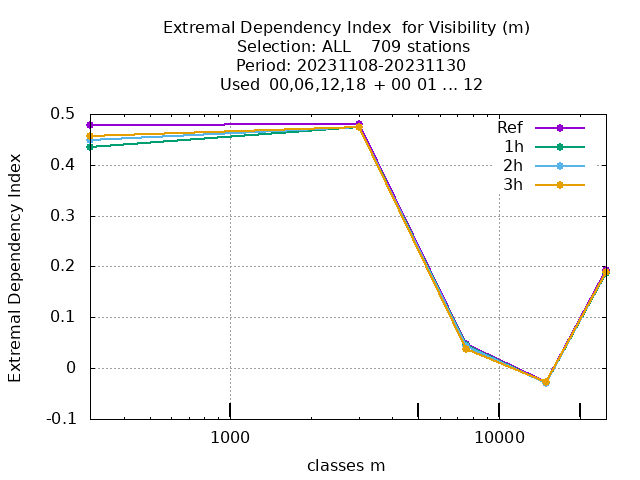 Extremal Dependency Index  for Visibility (m)
Selection: ALL    709 stations
Period: 20231108-20231130
Used  00,06,12,18  + 00 01 ... 12
Extremal Dependency Index
0.5
0.4
0.3
0.2
0.1
0
-0.1
Ref
1h
2h
3h
1000
10000
classes m